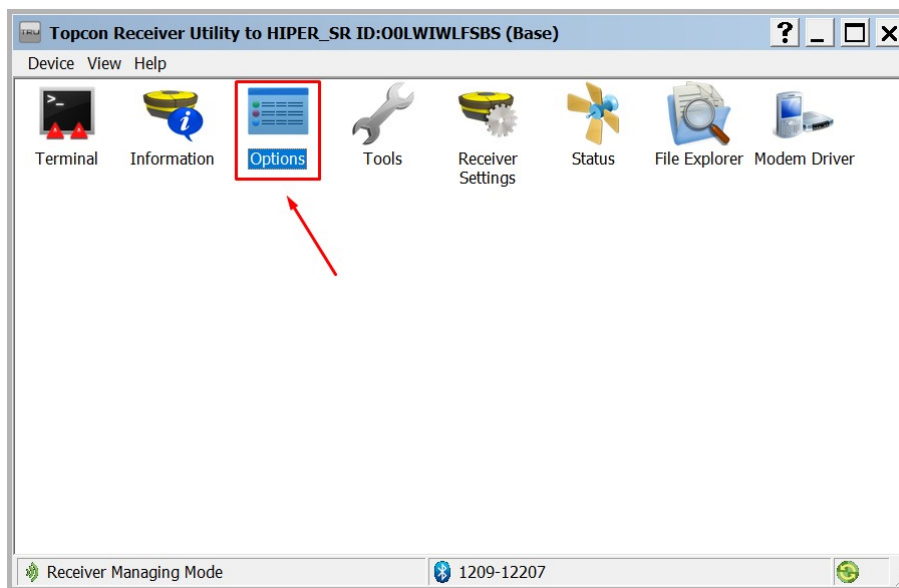 TRU Topcon Receiver Utility to HIPER_SR ID:O0LWIWLFSBS (Base)
Device View Help
>_
Terminal Information Options Tools Receiver Settings Status File Explorer Modem Driver
Receiver Managing Mode 1209-12207